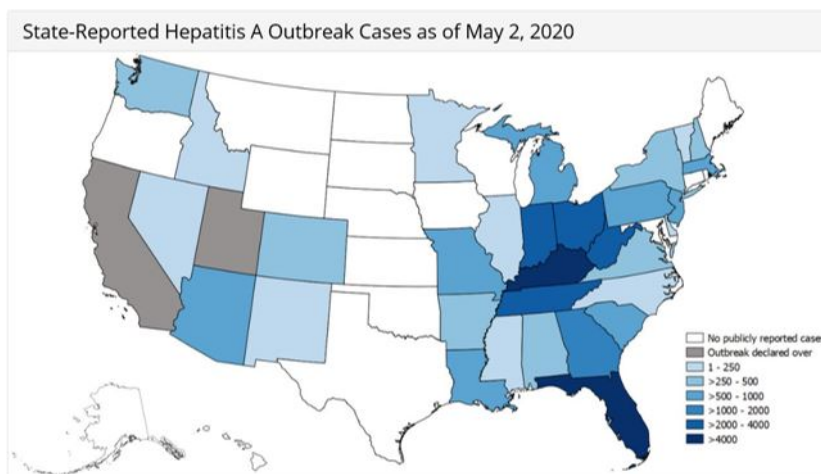 State-Reported Hepatitis A Outbreak Cases as of May 2, 2020
No publicly reported case
Outbreak declared over
1 - 250
>250 - 500
>500 - 1000
>1000 - 2000
>2000 - 4000
>4000